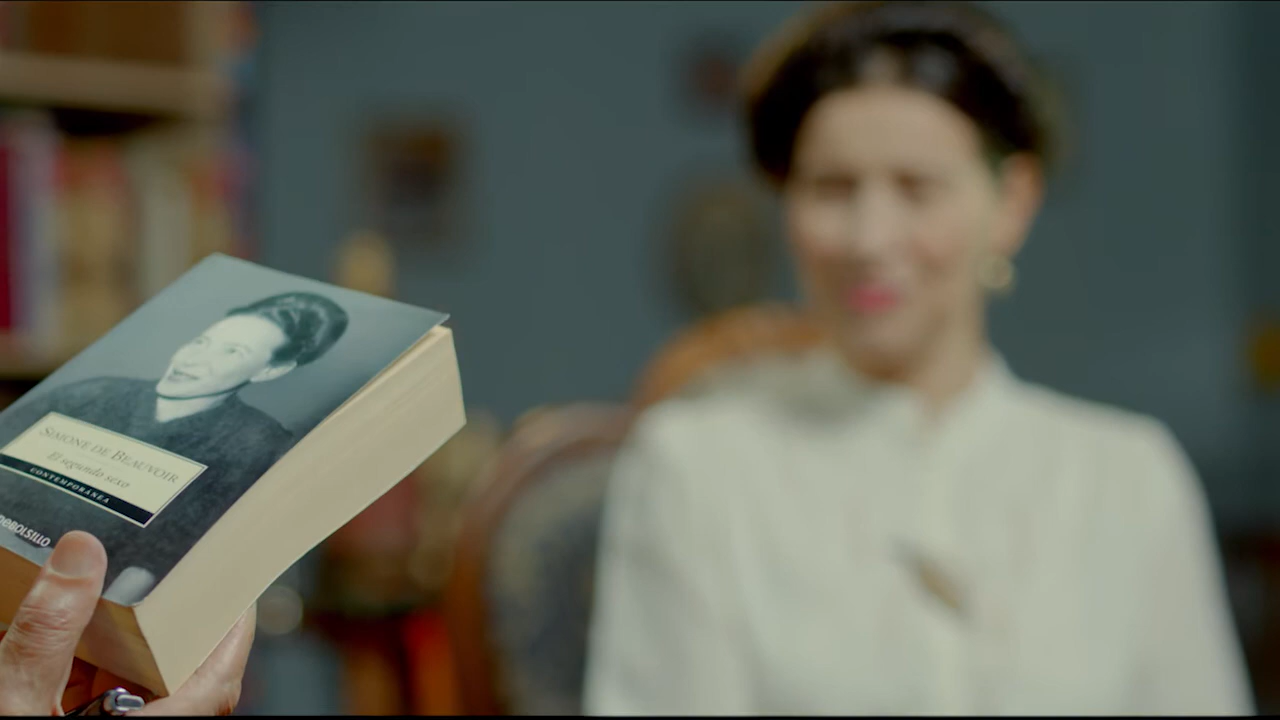 SIMONE DE BEAUVOIR
El segundo sexo
CONTEMPORÁNEA
DEBOLSILLO